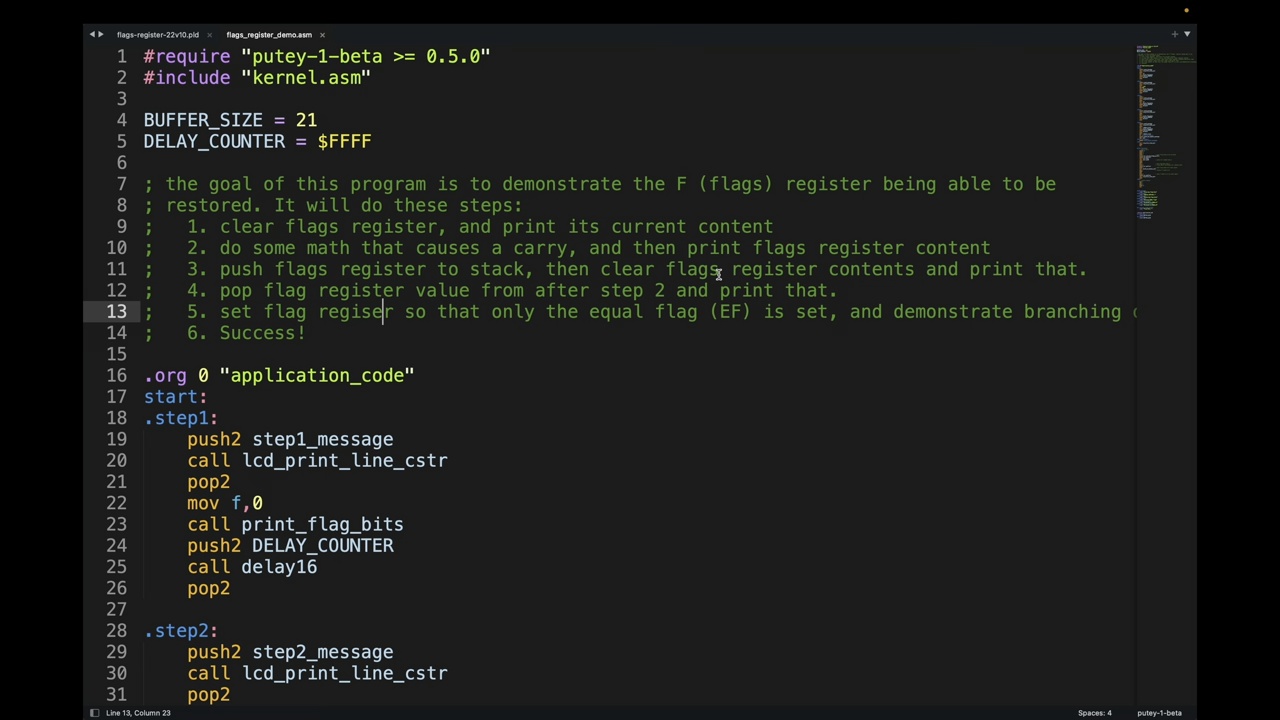 flags-register-22v10.pld × flags_register_demo.asm ×
1 #require "putey-1-beta >= 0.5.0"
2 #include "kernel.asm"
3
4 BUFFER_SIZE = 21
5 DELAY_COUNTER = $FFFF
6
7 ; the goal of this program is to demonstrate the F (flags) register being able to be
8 ; restored. It will do these steps:
9 ;   1. clear flags register, and print its current content
10 ;   2. do some math that causes a carry, and then print flags register content
11 ;   3. push flags register to stack, then clear flags register contents and print that.
12 ;   4. pop flag register value from after step 2 and print that.
13 ;   5. set flag regiser so that only the equal flag (EF) is set, and demonstrate branching
14 ;   6. Success!
15
16 .org 0 "application_code"
17 start:
18 .step1:
19     push2 step1_message
20     call lcd_print_line_cstr
21     pop2
22     mov f,0
23     call print_flag_bits
24     push2 DELAY_COUNTER
25     call delay16
26     pop2
27
28 .step2:
29     push2 step2_message
30     call lcd_print_line_cstr
31     pop2
Line 13, Column 23 Spaces: 4 putey-1-beta